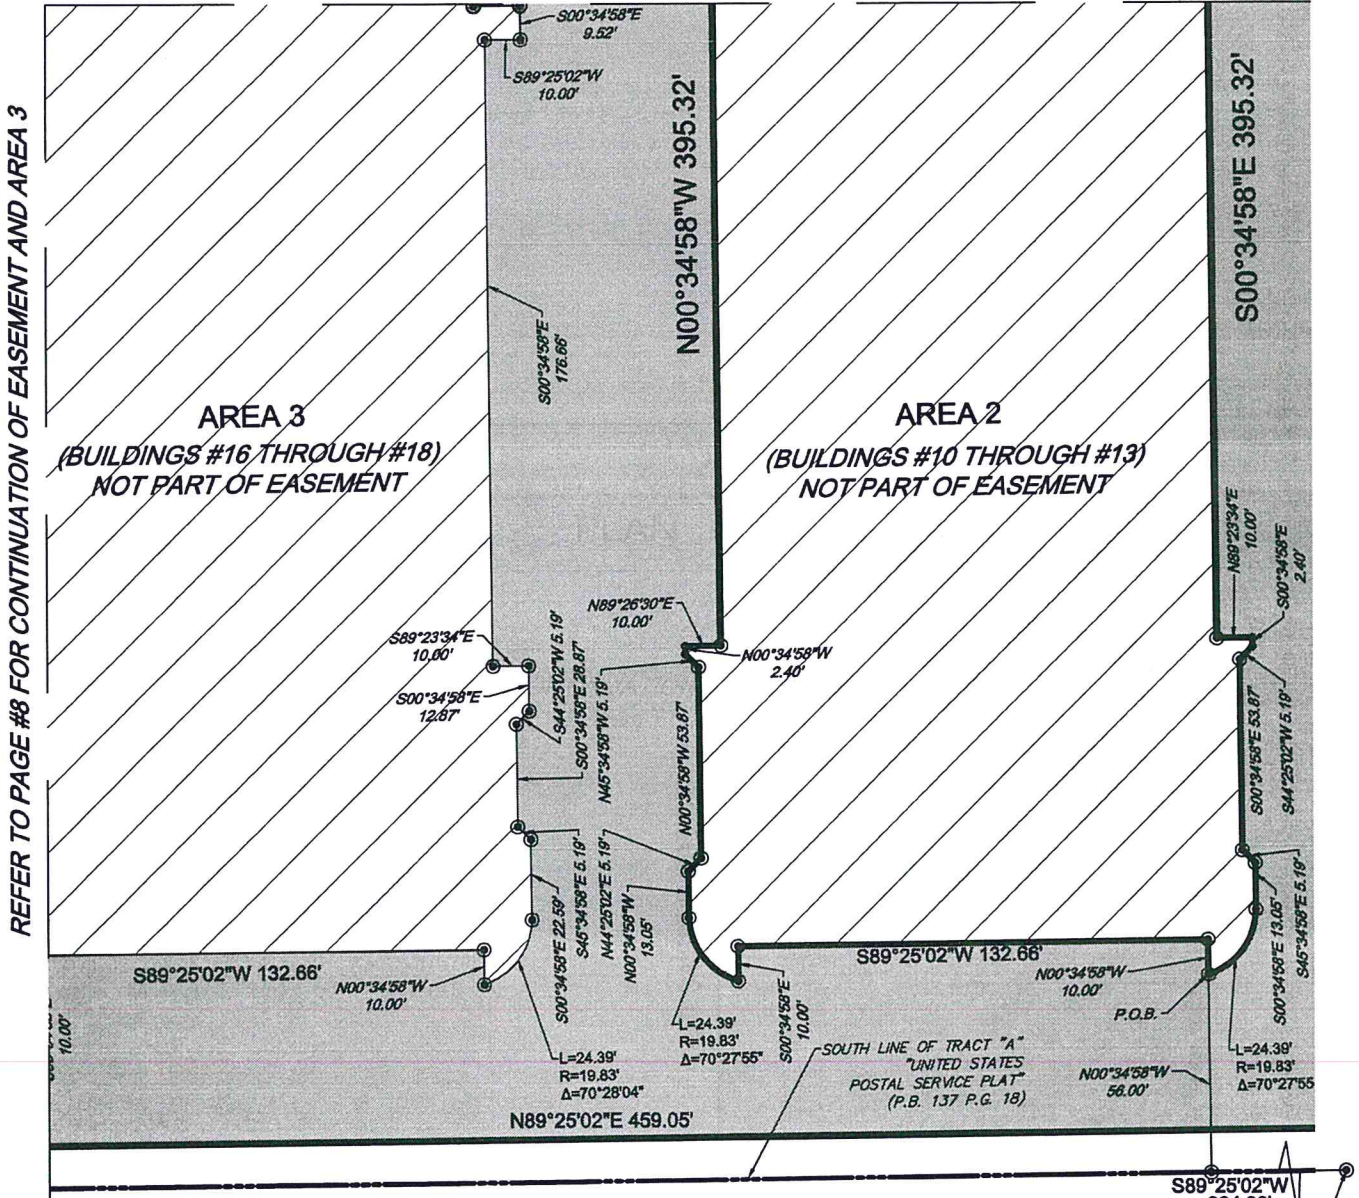 S00°34'58"E
9.52'
S89°25'02"W
10.00'
N00°34'58"W 395.32'
S00°34'58"E 395.32'
REFER TO PAGE #8 FOR CONTINUATION OF EASEMENT AND AREA 3
S00°34'58"E
176.66'
AREA 3
(BUILDINGS #16 THROUGH #18)
NOT PART OF EASEMENT
AREA 2
(BUILDINGS #10 THROUGH #13)
NOT PART OF EASEMENT
N89°23'34"E
10.00'
S00°34'58"E
2.40'
N89°26'30"E
10.00'
N00°34'58"W
2.40'
S89°23'34"E
10.00'
S00°34'58"E
12.87'
S44°25'02"W 5.19'
S00°34'58"E 28.87'
N45°34'58"W 5.19'
N00°34'58"W 53.87'
S00°34'58"E 53.87'
S44°25'02"W 5.19'
S00°34'58"E 22.59'
S45°34'58"E 5.19'
N44°25'02"E 5.19'
N00°34'58"W
13.05'
S00°34'58"E 13.05'
S45°34'58"E 5.19'
S89°25'02"W 132.66'
N00°34'58"W
10.00'
S89°25'02"W 132.66'
N00°34'58"W
10.00'
P.O.B.
10.00'
S00°34'58"E
10.00'
L=24.39'
R=19.83'
Δ=70°28'04"
L=24.39'
R=19.83'
Δ=70°27'55"
SOUTH LINE OF TRACT "A"
"UNITED STATES
POSTAL SERVICE PLAT"
(P.B. 137 P.G. 18)
N00°34'58"W
56.00'
L=24.39'
R=19.83'
Δ=70°27'55
N89°25'02"E 459.05'
S89°25'02"W